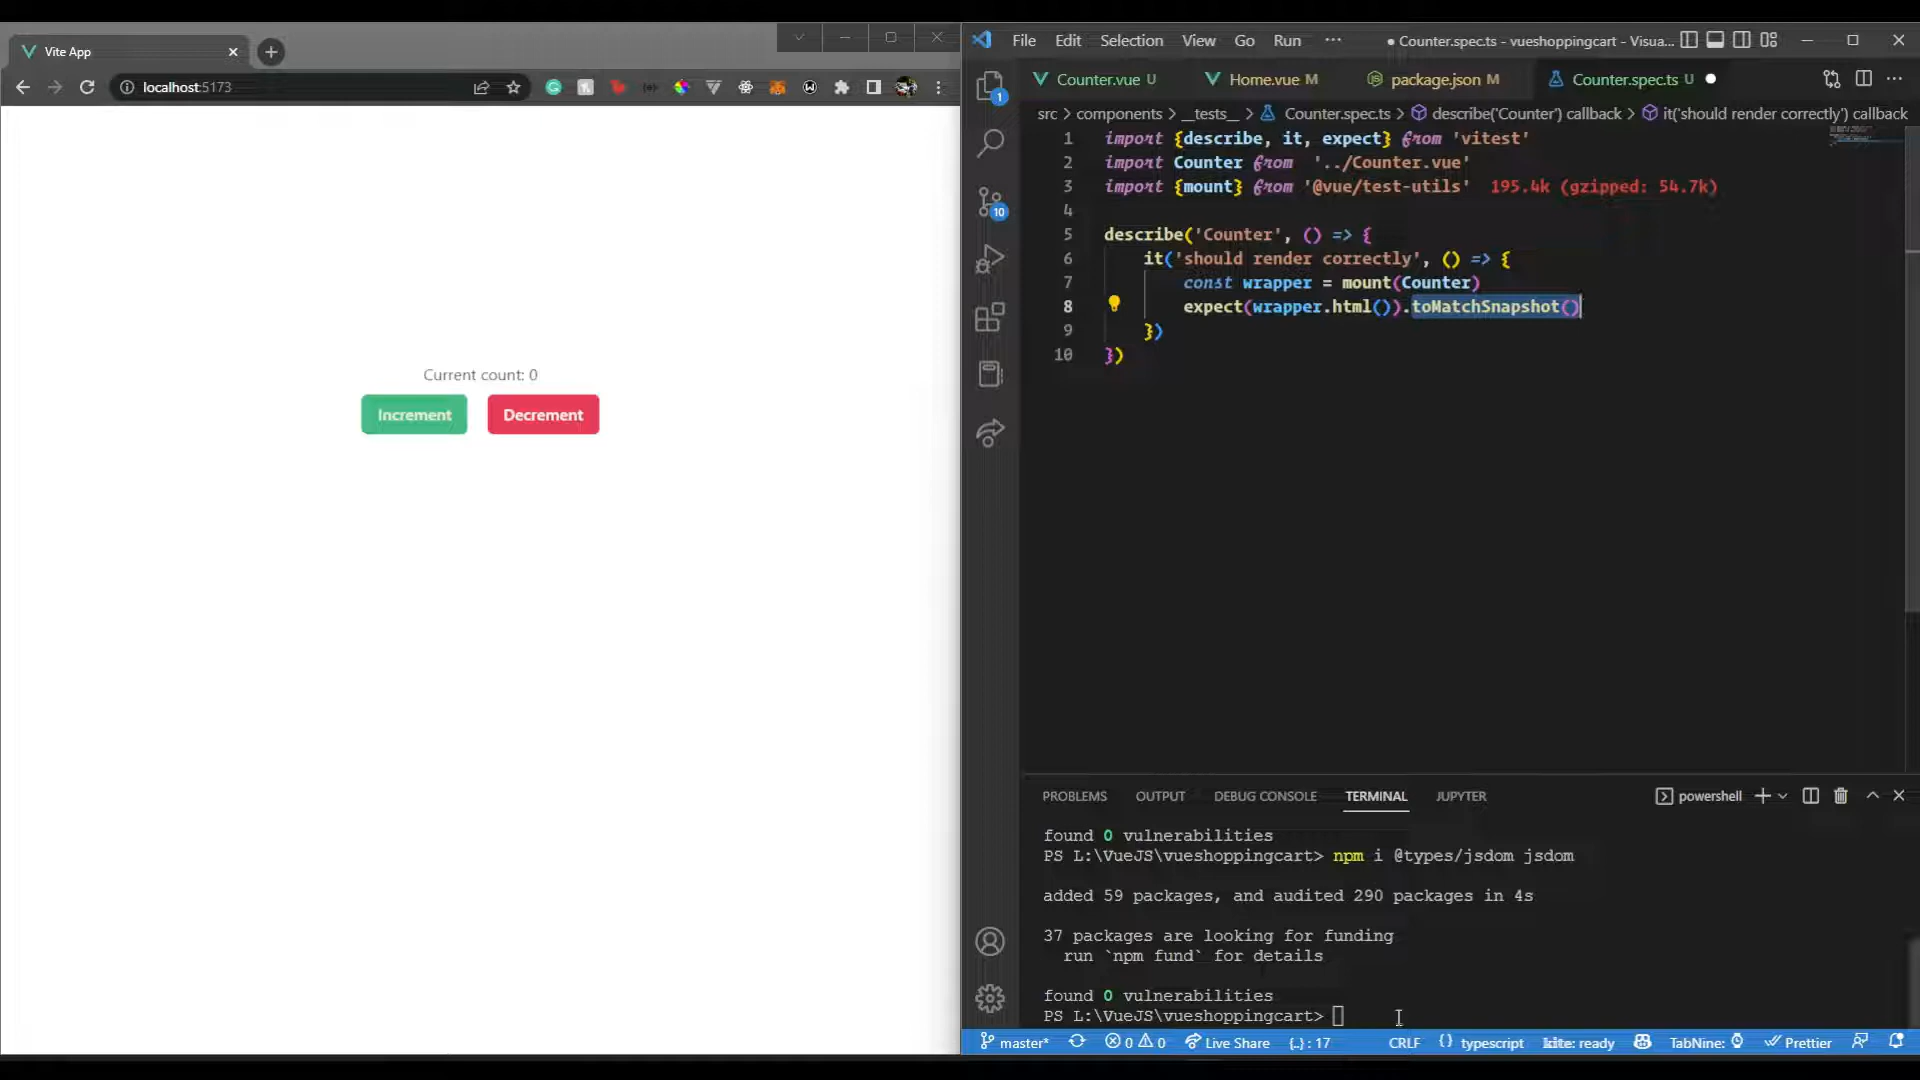 Vite App
localhost:5173
Current count: 0
Increment
Decrement
File Edit Selection View Go Run ···
● Counter.spec.ts - vueshoppingcart - Visua...
Counter.vue U
Home.vue M
package.json M
Counter.spec.ts U
src > components > __tests__ > Counter.spec.ts > describe('Counter') callback > it('should render correctly') callback
1 import {describe, it, expect} from 'vitest'
2 import Counter from '../Counter.vue'
3 import {mount} from '@vue/test-utils' 195.4k (gzipped: 54.7k)
4
5 describe('Counter', () => {
6 it('should render correctly', () => {
7 const wrapper = mount(Counter)
8 expect(wrapper.html()).toMatchSnapshot()
9 })
10 })
1
10
PROBLEMS OUTPUT DEBUG CONSOLE TERMINAL JUPYTER
powershell
found 0 vulnerabilities
PS L:\VueJS\vueshoppingcart> npm i @types/jsdom jsdom
added 59 packages, and audited 290 packages in 4s
37 packages are looking for funding
run `npm fund` for details
found 0 vulnerabilities
PS L:\VueJS\vueshoppingcart>
master* 0 0 Live Share {..} : 17 CRLF {} typescript kite: ready TabNine: Prettier